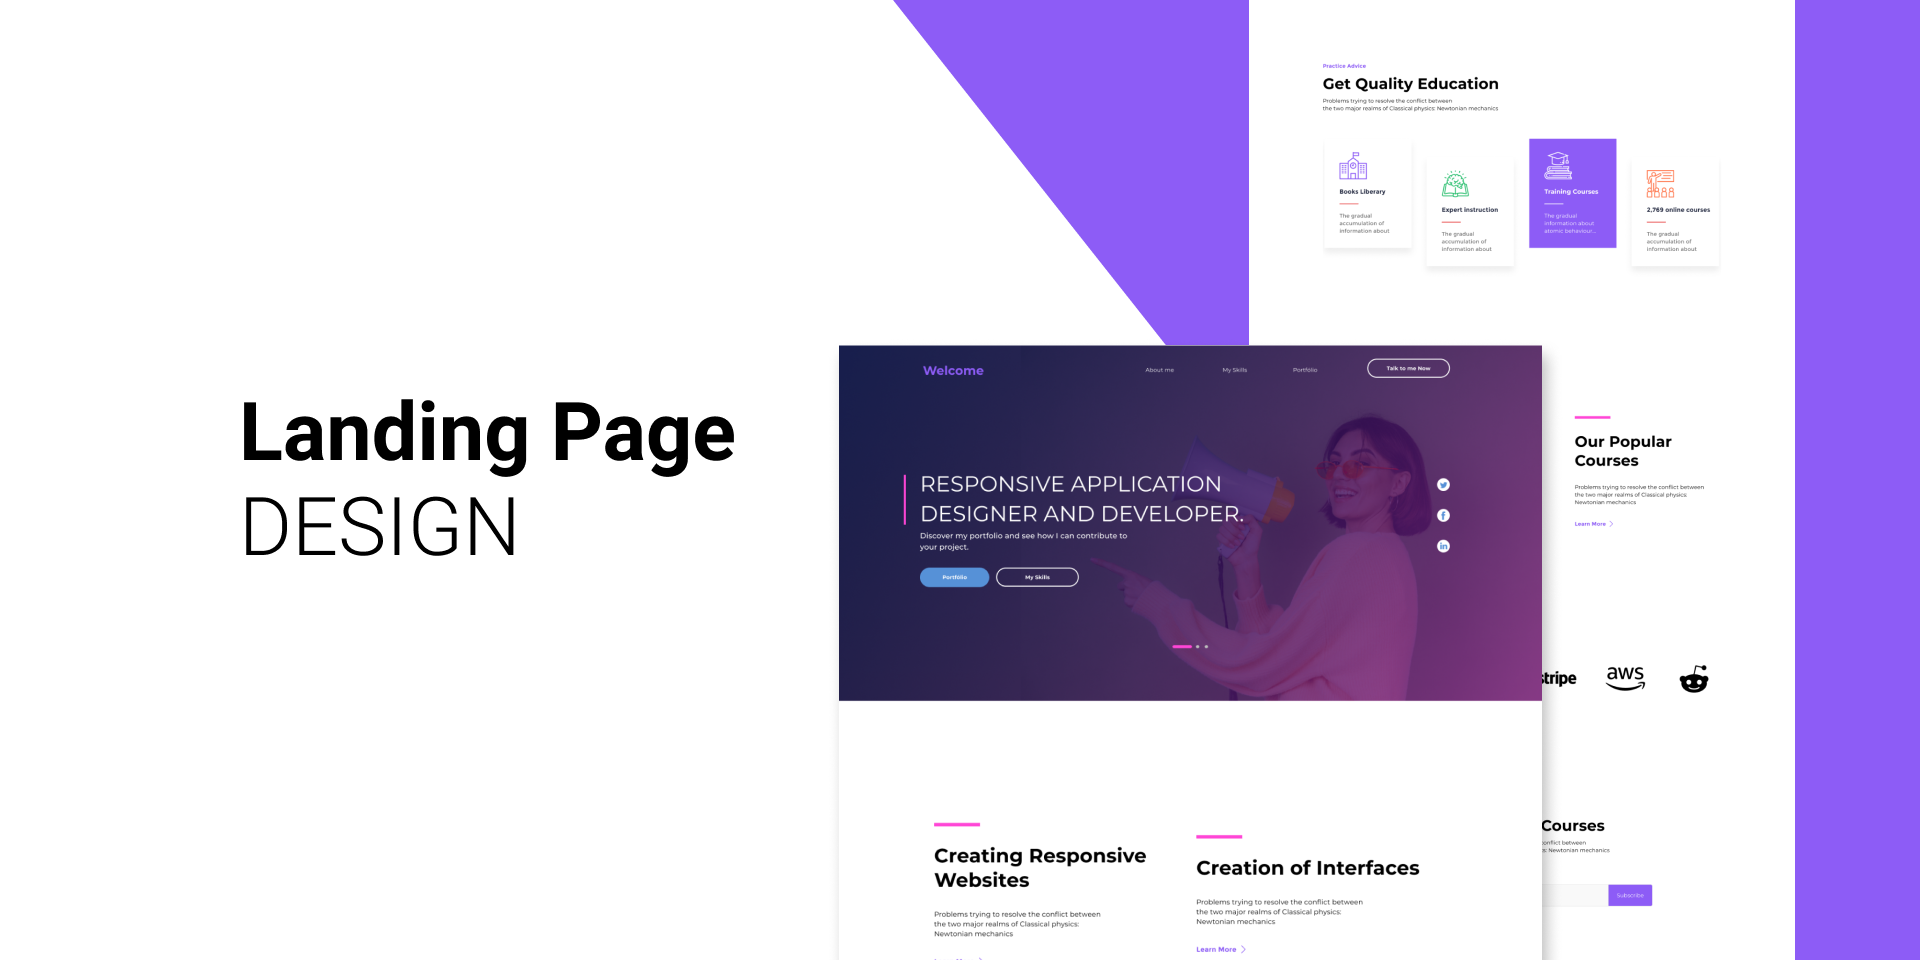 Landing Page
DESIGN
Practice Advice
Get Quality Education
Problems trying to resolve the conflict between
the two major realms of Classical physics: Newtonian mechanics
Books Liberary
The gradual
accumulation of
information about
Expert instruction
The gradual
accumulation of
information about
Training Courses
The gradual
information about
atomic behaviour...
2,769 online courses
The gradual
accumulation of
information about
Welcome
About me
My Skills
Portfolio
Talk to me Now
RESPONSIVE APPLICATION
DESIGNER AND DEVELOPER.
Discover my portfolio and see how I can contribute to
your project.
Portfolio
My Skills
Our Popular
Courses
Problems trying to resolve the conflict between
the two major realms of Classical physics:
Newtonian mechanics
Learn More
stripe
aws
Courses
conflict between
s: Newtonian mechanics
Subscribe
Creating Responsive
Websites
Problems trying to resolve the conflict between
the two major realms of Classical physics:
Newtonian mechanics
Creation of Interfaces
Problems trying to resolve the conflict between
the two major realms of Classical physics:
Newtonian mechanics
Learn More